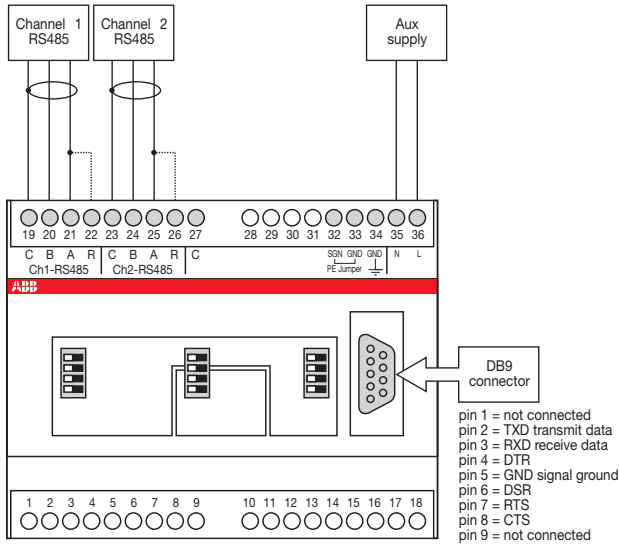 Channel 1 RS485
Channel 2 RS485
Aux supply
19 20 21 22 23 24 25 26 27 28 29 30 31 32 33 34 35 36
C B A R C B A R C SGN GND GND N L
Ch1-RS485 Ch2-RS485 PE Jumper
ABB
DB9 connector
pin 1 = not connected
pin 2 = TXD transmit data
pin 3 = RXD receive data
pin 4 = DTR
pin 5 = GND signal ground
pin 6 = DSR
pin 7 = RTS
pin 8 = CTS
pin 9 = not connected
1 2 3 4 5 6 7 8 9 10 11 12 13 14 15 16 17 18